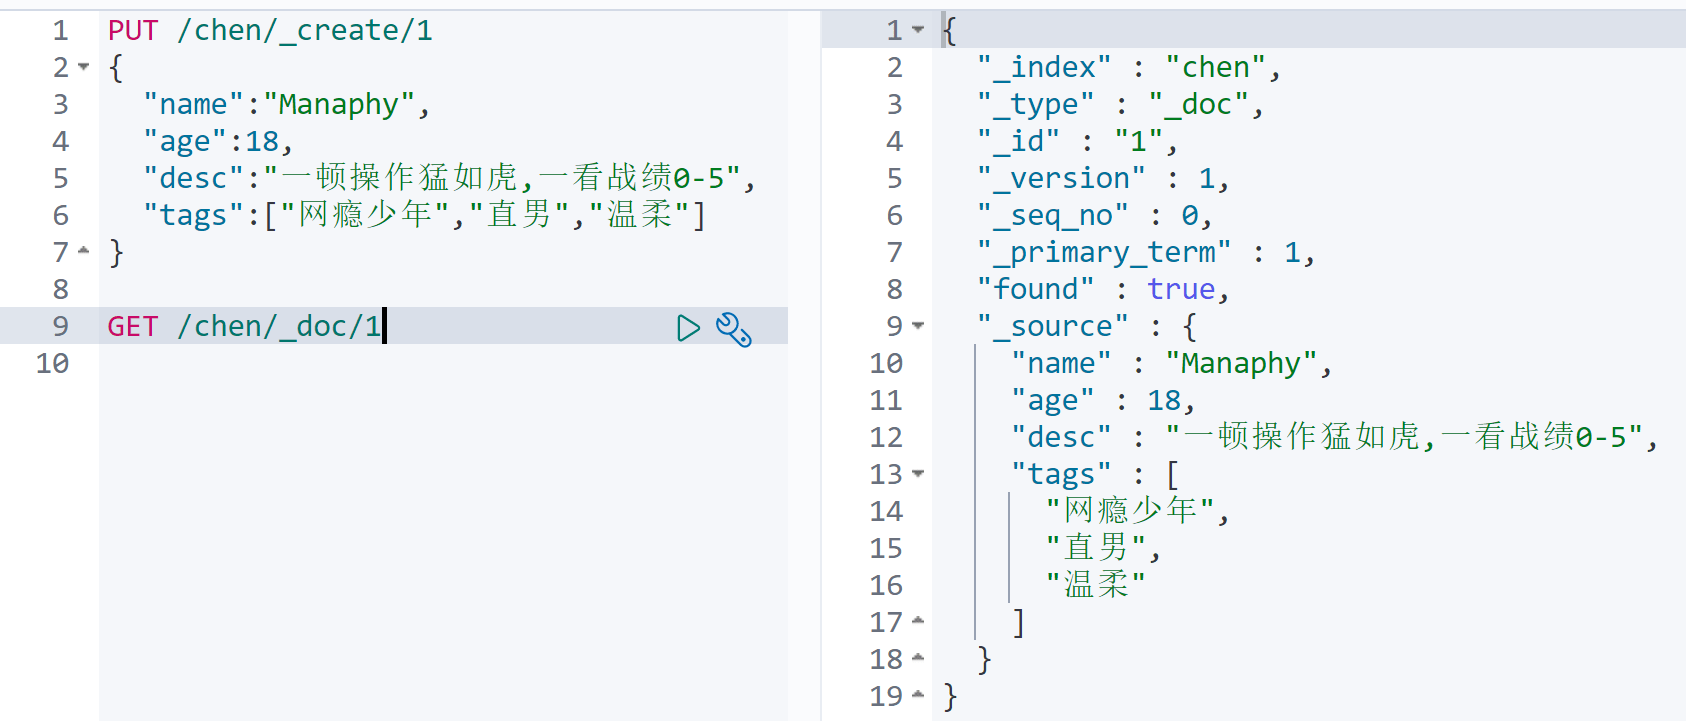 1 PUT /chen/_create/1
2 {
3 "name":"Manaphy",
4 "age":18,
5 "desc":"一顿操作猛如虎,一看战绩0-5",
6 "tags":["网瘾少年","直男","温柔"]
7 }
8
9 GET /chen/_doc/1
10
1 {
2 "_index" : "chen",
3 "_type" : "_doc",
4 "_id" : "1",
5 "_version" : 1,
6 "_seq_no" : 0,
7 "_primary_term" : 1,
8 "found" : true,
9 "_source" : {
10 "name" : "Manaphy",
11 "age" : 18,
12 "desc" : "一顿操作猛如虎,一看战绩0-5",
13 "tags" : [
14 "网瘾少年",
15 "直男",
16 "温柔"
17 ]
18 }
19 }